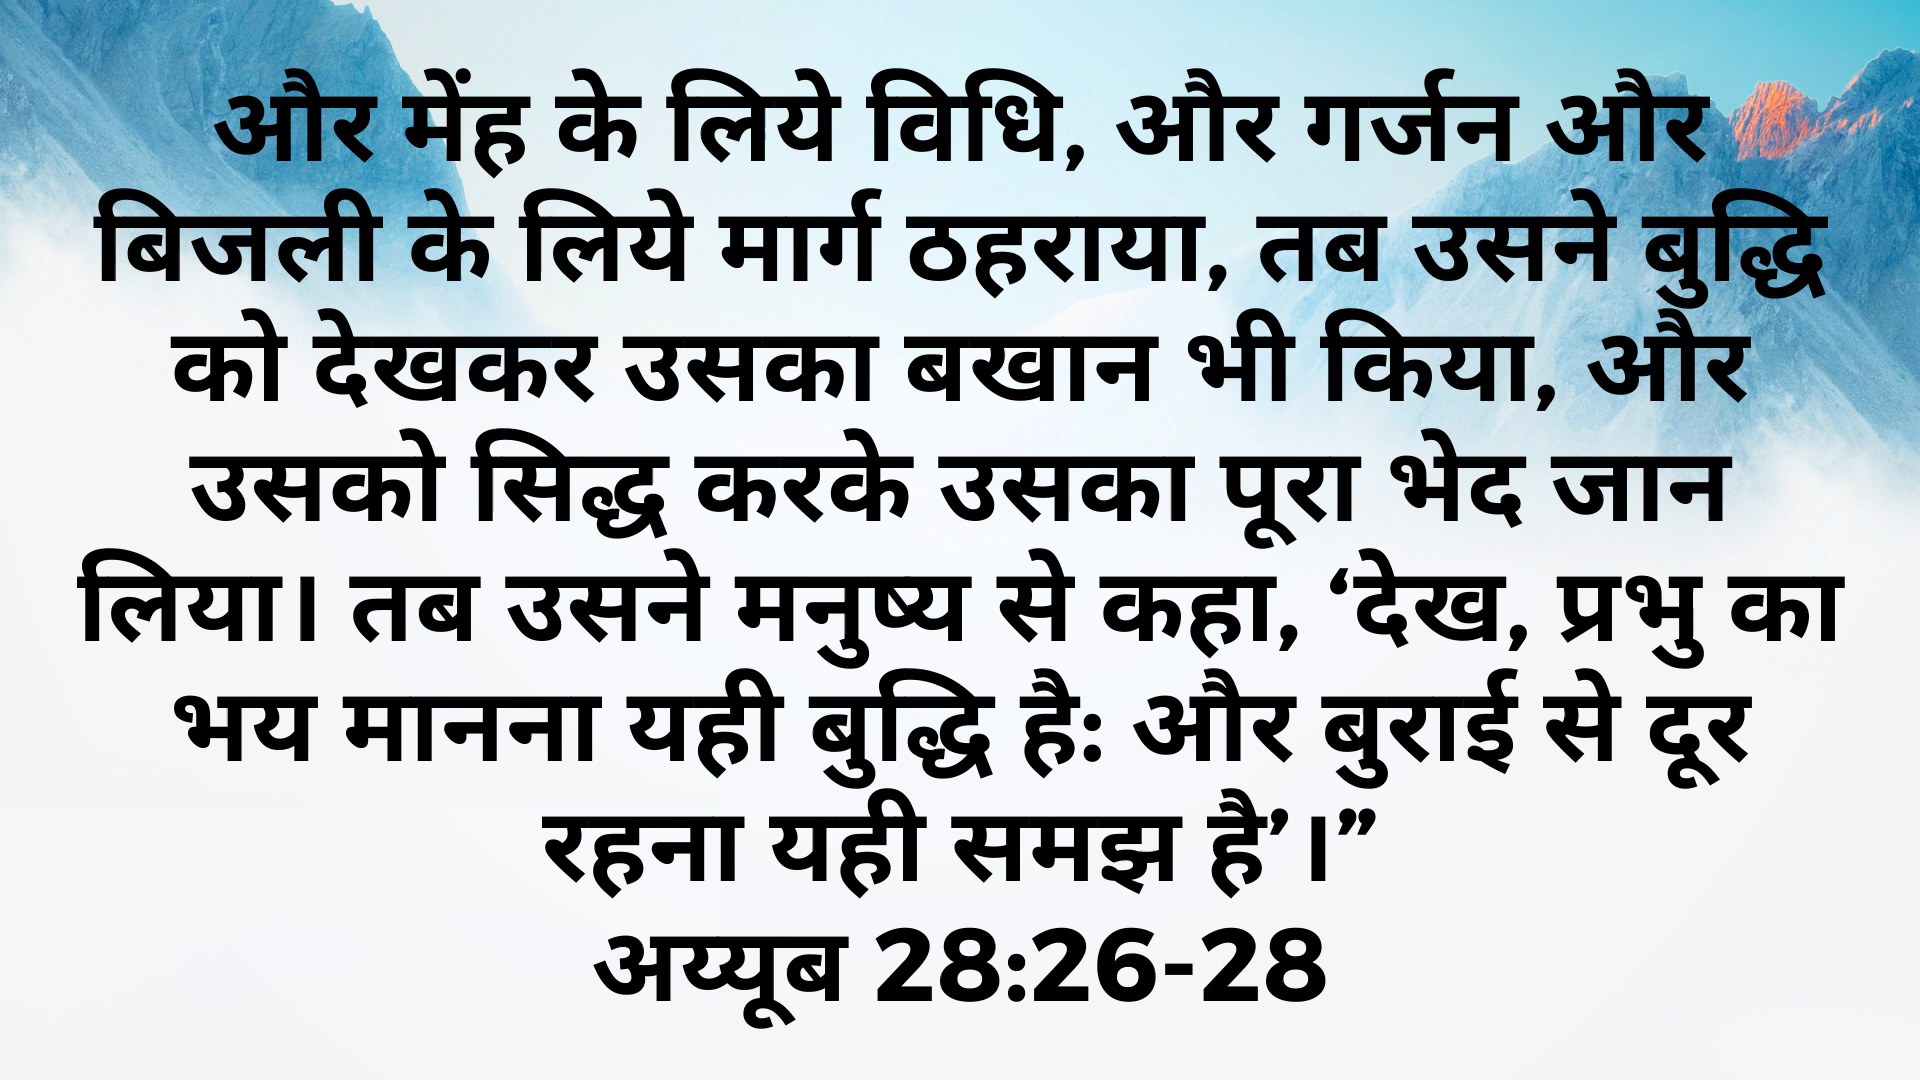 और मेंह के लिये विधि, और गर्जन और
बिजली के लिये मार्ग ठहराया, तब उसने बुद्धि
को देखकर उसका बखान भी किया, और
उसको सिद्ध करके उसका पूरा भेद जान
लिया। तब उसने मनुष्य से कहा, ‘देख, प्रभु का
भय मानना यही बुद्धि है: और बुराई से दूर
रहना यही समझ है’।”
अय्यूब 28:26-28